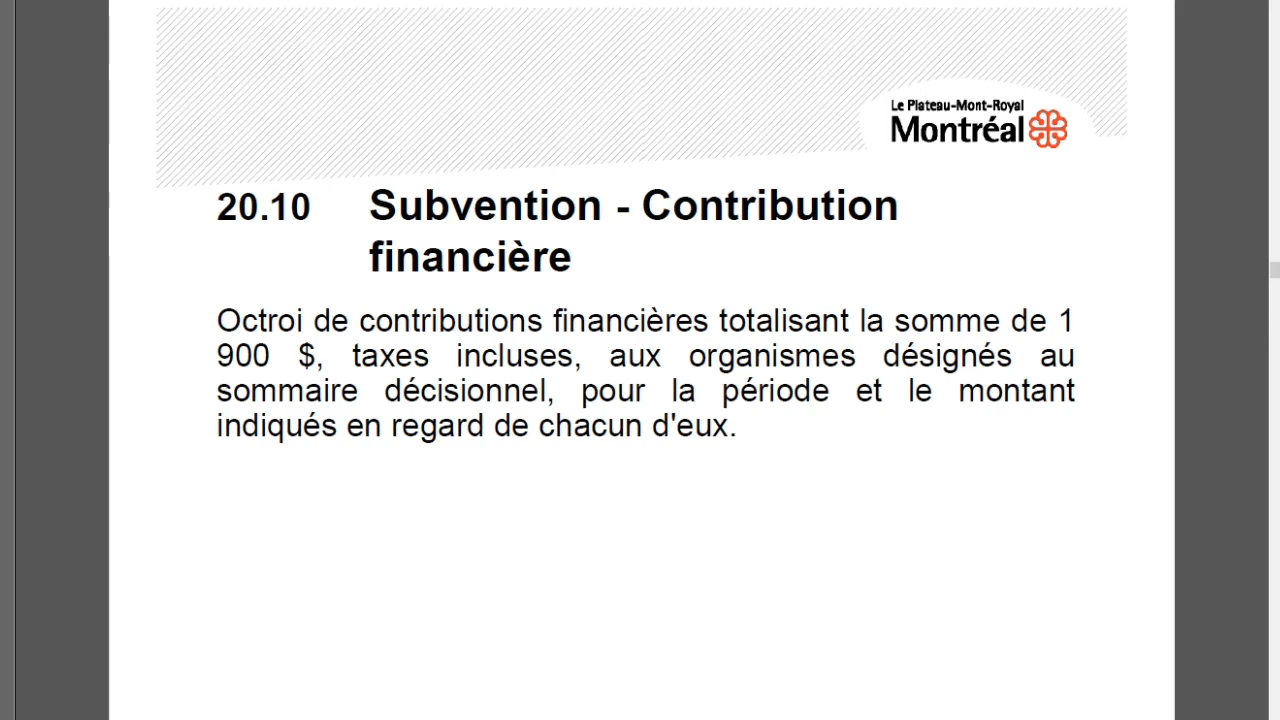 Le Plateau-Mont-Royal
Montréal
20.10 Subvention - Contribution
financière
Octroi de contributions financières totalisant la somme de 1
900 $, taxes incluses, aux organismes désignés au
sommaire décisionnel, pour la période et le montant
indiqués en regard de chacun d'eux.